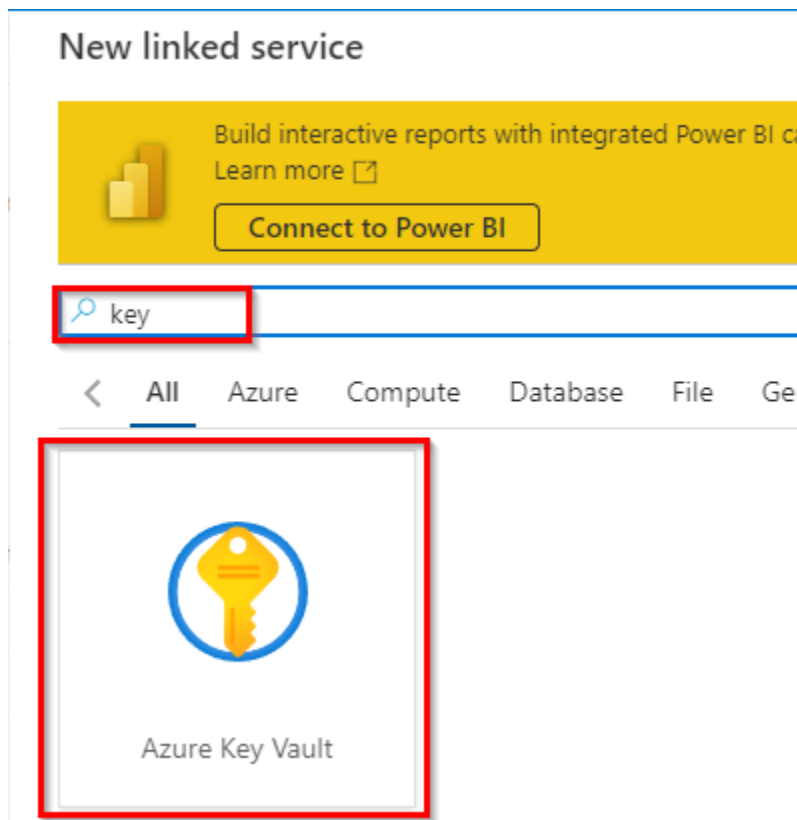 New linked service
Build interactive reports with integrated Power BI
Learn more
Connect to Power BI
key
All Azure Compute Database File
Azure Key Vault